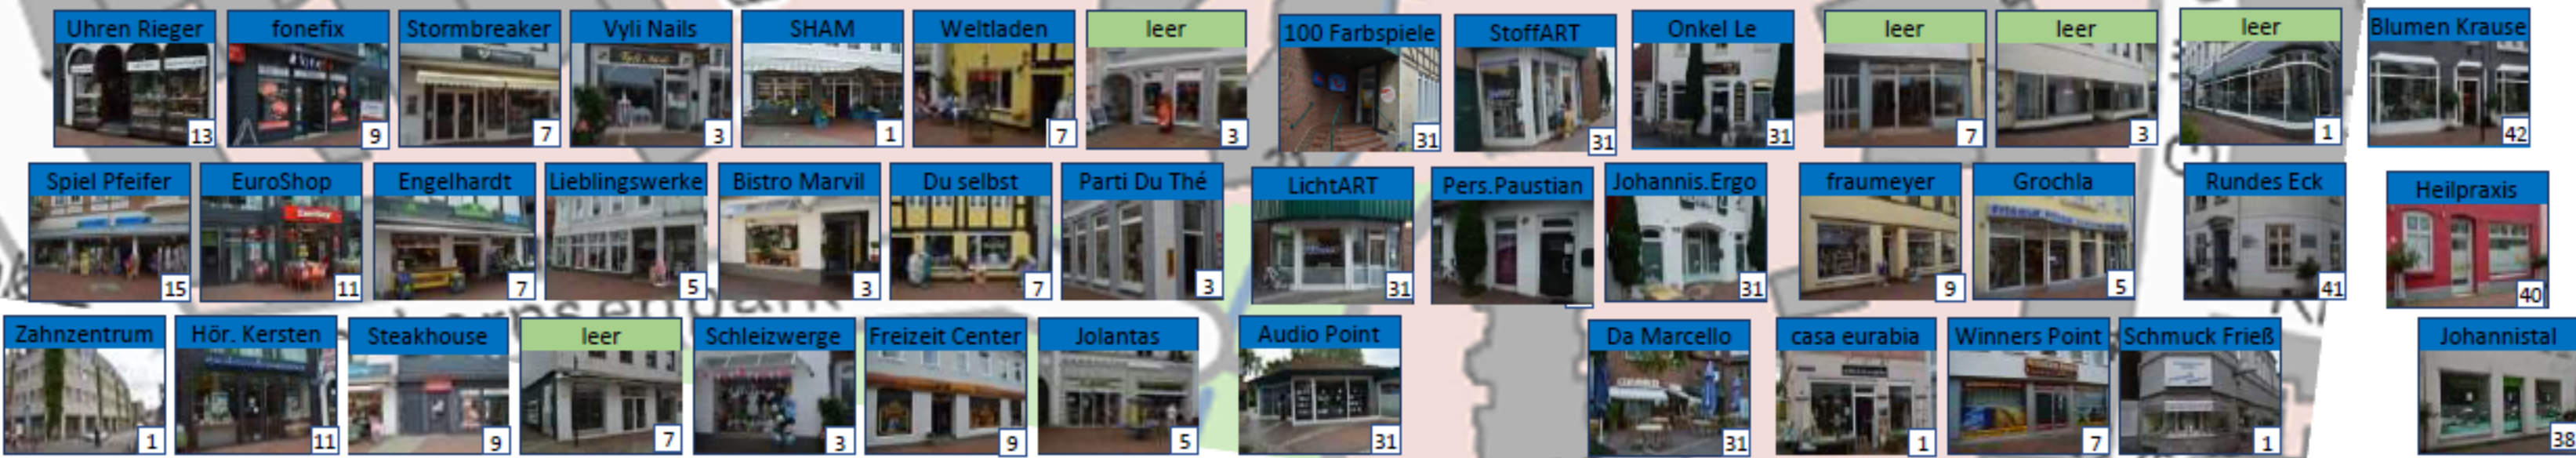 Uhren Rieger
13
fonefix
9
Stormbreaker
7
Vyli Nails
3
SHAM
1
Weltladen
7
leer
3
100 Farbspiele
31
StoffART
31
Onkel Le
31
leer
7
leer
3
leer
1
Blumen Krause
42
Spiel Pfeifer
15
EuroShop
11
Engelhardt
7
Lieblingswerke
5
Bistro Marvil
3
Du selbst
7
Parti Du Thé
3
LichtART
31
Pers.Paustian
Johannis.Ergo
31
fraumeyer
9
Grochla
5
Rundes Eck
41
Heilpraxis
40
Zahnzentrum
1
Hör. Kersten
11
Steakhouse
9
leer
7
Schleizwerge
3
Freizeit Center
9
Jolantas
5
Audio Point
31
Da Marcello
31
casa eurabia
1
Winners Point
7
Schmuck Frieß
1
Johannistal
38